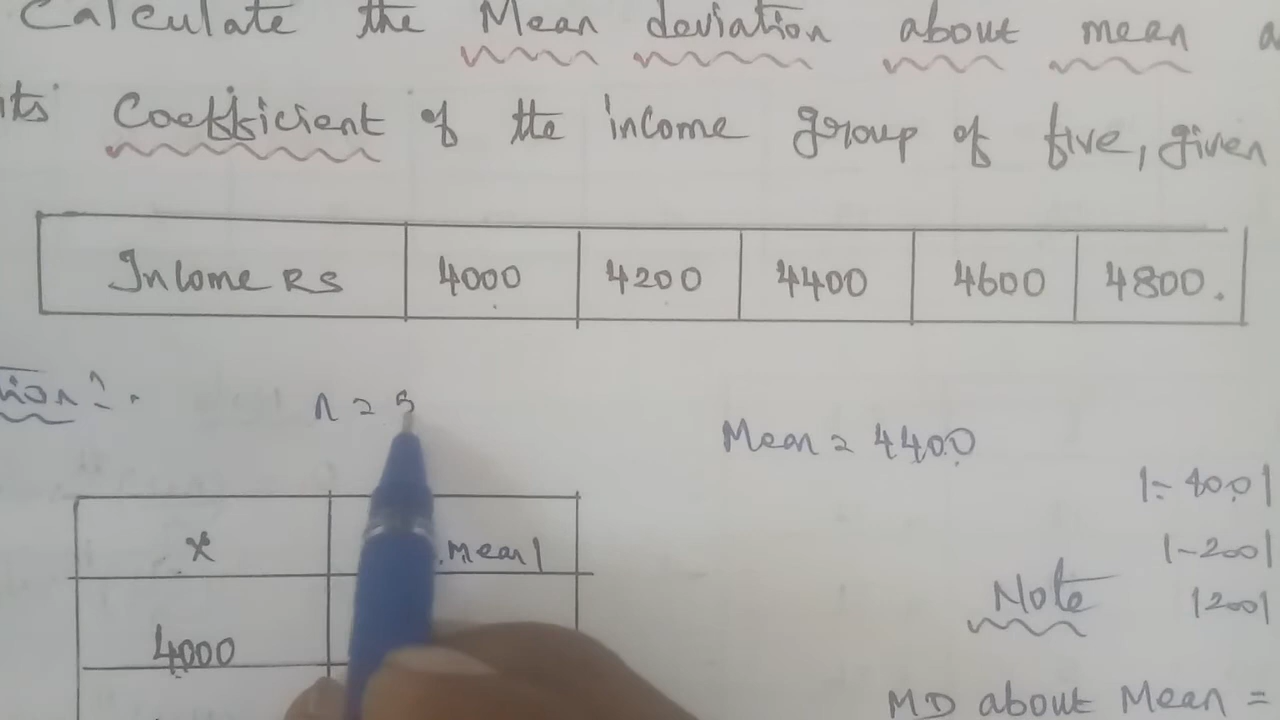 Calculate the Mean deviation about mean a
its Coefficient of the income group of five, given
Income RS 4000 4200 4400 4600 4800.
tion:. n = 5
Mean = 4400
|-400|
x .mean|
|-200|
Note |200|
4000
MD about Mean =